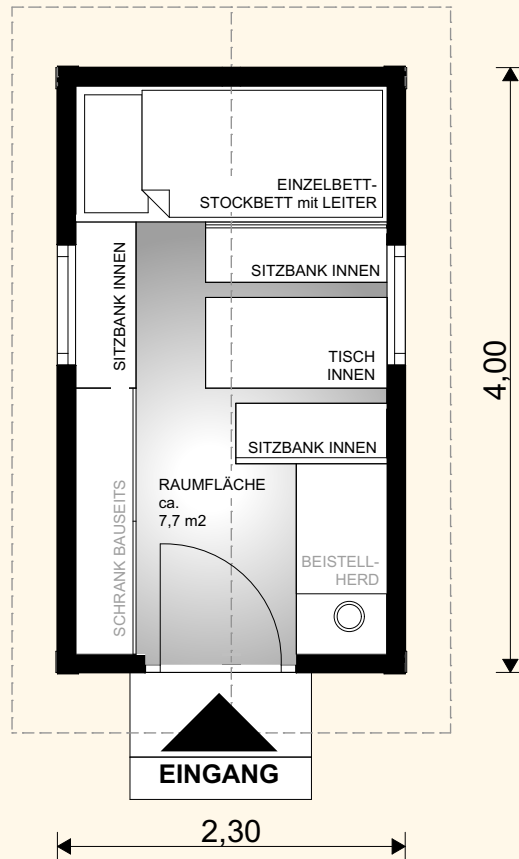 EINZELBETT-
STOCKBETT mit LEITER
SITZBANK INNEN
SITZBANK INNEN
TISCH
INNEN
4,00
SITZBANK INNEN
RAUMFLÄCHE
ca.
7,7 m2
SCHRANK BAUSEITS
BEISTELL-
HERD
EINGANG
2,30